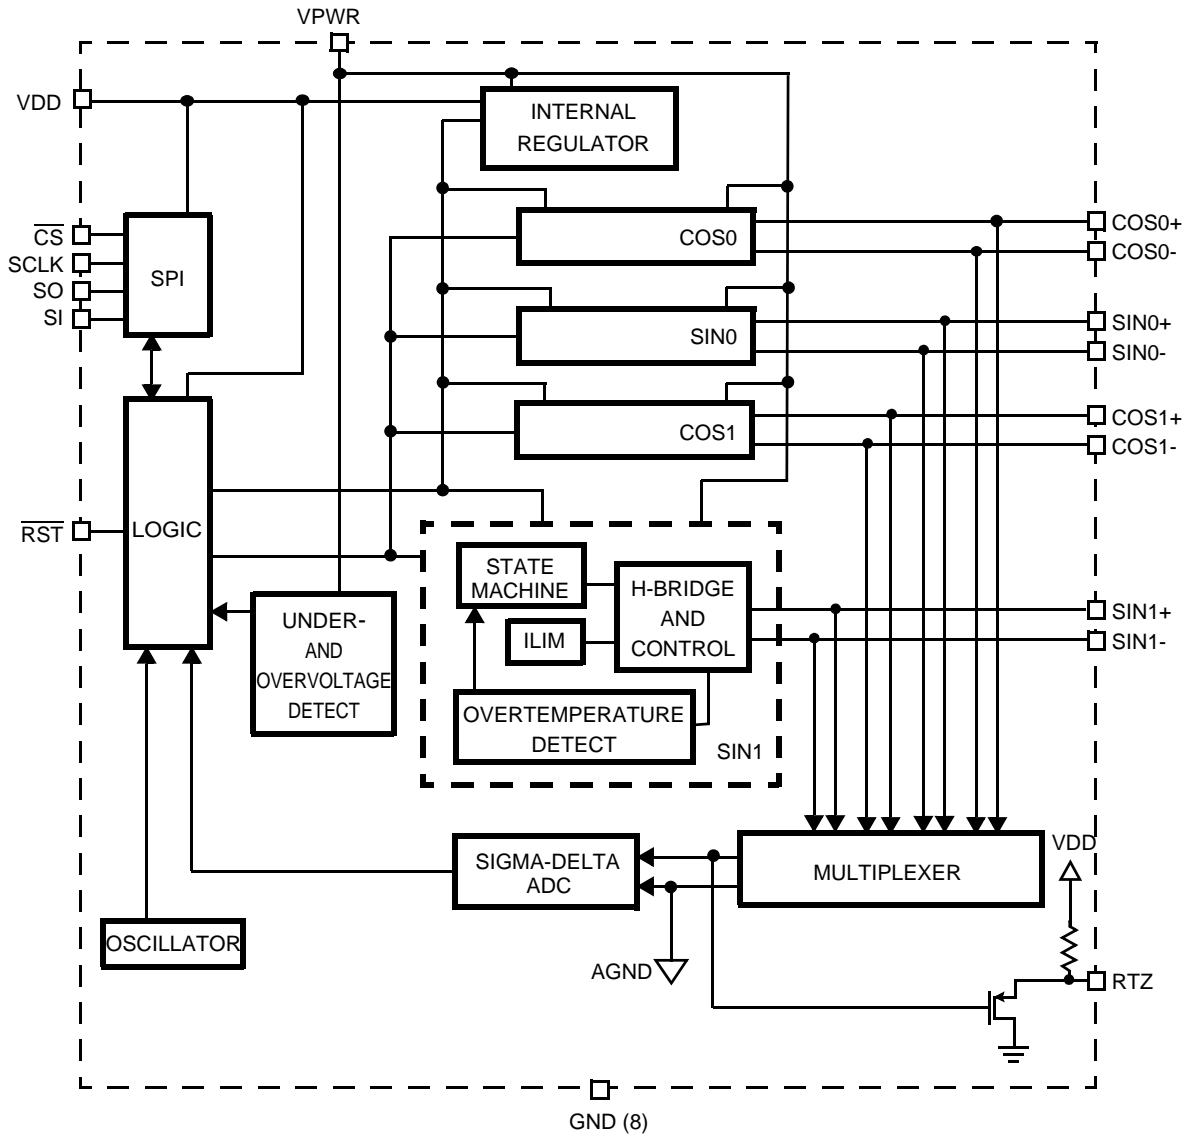 VPWR
VDD
INTERNAL
REGULATOR
CS
SCLK
SO
SI
SPI
COS0
COS0+
COS0-
SIN0
SIN0+
SIN0-
COS1
COS1+
COS1-
RST
LOGIC
STATE
MACHINE
H-BRIDGE
AND
CONTROL
ILIM
SIN1+
SIN1-
UNDER-
AND
OVERVOLTAGE
DETECT
OVERTEMPERATURE
DETECT
SIN1
SIGMA-DELTA
ADC
MULTIPLEXER
VDD
OSCILLATOR
AGND
RTZ
GND (8)